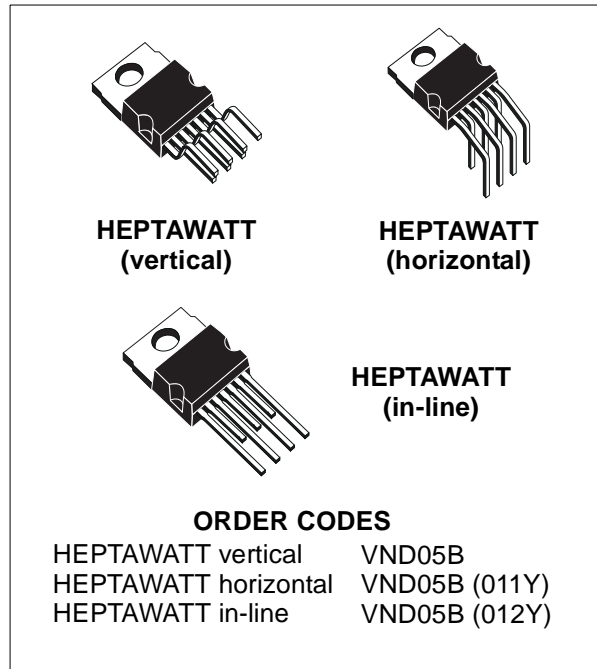 HEPTAWATT
(vertical)
HEPTAWATT
(horizontal)
HEPTAWATT
(in-line)
ORDER CODES
HEPTAWATT vertical VND05B
HEPTAWATT horizontal VND05B (011Y)
HEPTAWATT in-line VND05B (012Y)